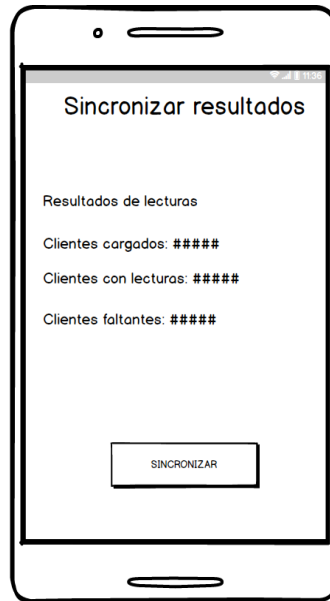 11:36
Sincronizar resultados
Resultados de lecturas
Clientes cargados: #####
Clientes con lecturas: #####
Clientes faltantes: #####
SINCRONIZAR